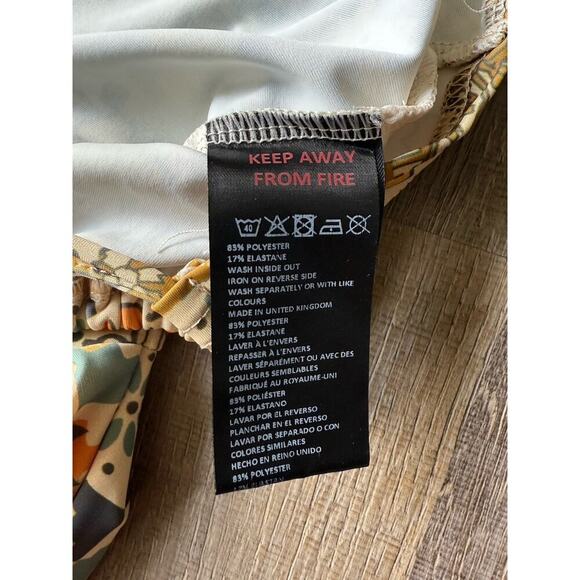 KEEP AWAY
FROM FIRE
40
83% POLYESTER
17% ELASTANE
WASH INSIDE OUT
IRON ON REVERSE SIDE
WASH SEPARATELY OR WITH LIKE
COLOURS
MADE IN UNITED KINGDOM
83% POLYESTER
17% ELASTANE
LAVER À L'ENVERS
REPASSER À L'ENVERS
LAVER SÉPARÉMENT OU AVEC DES
COULEURS SEMBLABLES
FABRIQUÉ AU ROYAUME-UNI
83% POLIÉSTER
17% ELASTANO
LAVAR POR EL REVERSO
PLANCHAR EN EL REVERSO
LAVAR POR SEPARADO O CON
COLORES SIMILARES
HECHO EN REINO UNIDO
83% POLYESTER
17% ELASTAN